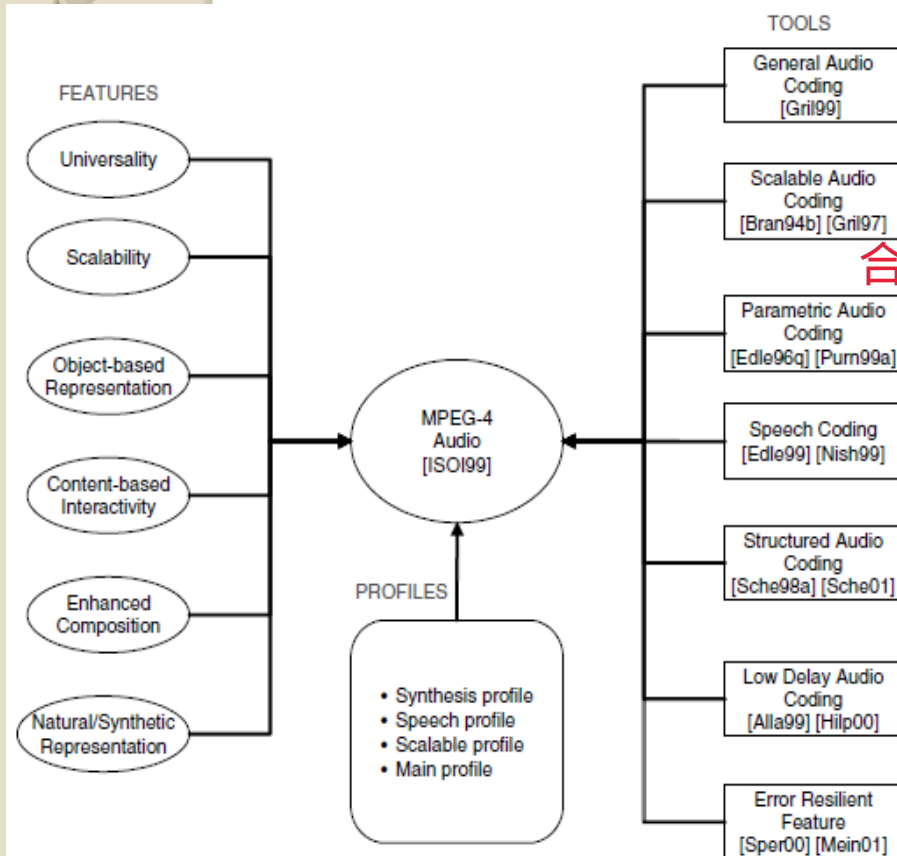 FEATURES
Universality
Scalability
Object-based
Representation
Content-based
Interactivity
Enhanced
Composition
Natural/Synthetic
Representation
MPEG-4
Audio
[ISOI99]
PROFILES
• Synthesis profile
• Speech profile
• Scalable profile
• Main profile
TOOLS
General Audio
Coding
[Gril99]
Scalable Audio
Coding
[Bran94b] [Gril97]
合
Parametric Audio
Coding
[Edle96q] [Purn99a]
Speech Coding
[Edle99] [Nish99]
Structured Audio
Coding
[Sche98a] [Sche01]
Low Delay Audio
Coding
[Alla99] [Hilp00]
Error Resilient
Feature
[Sper00] [Mein01]